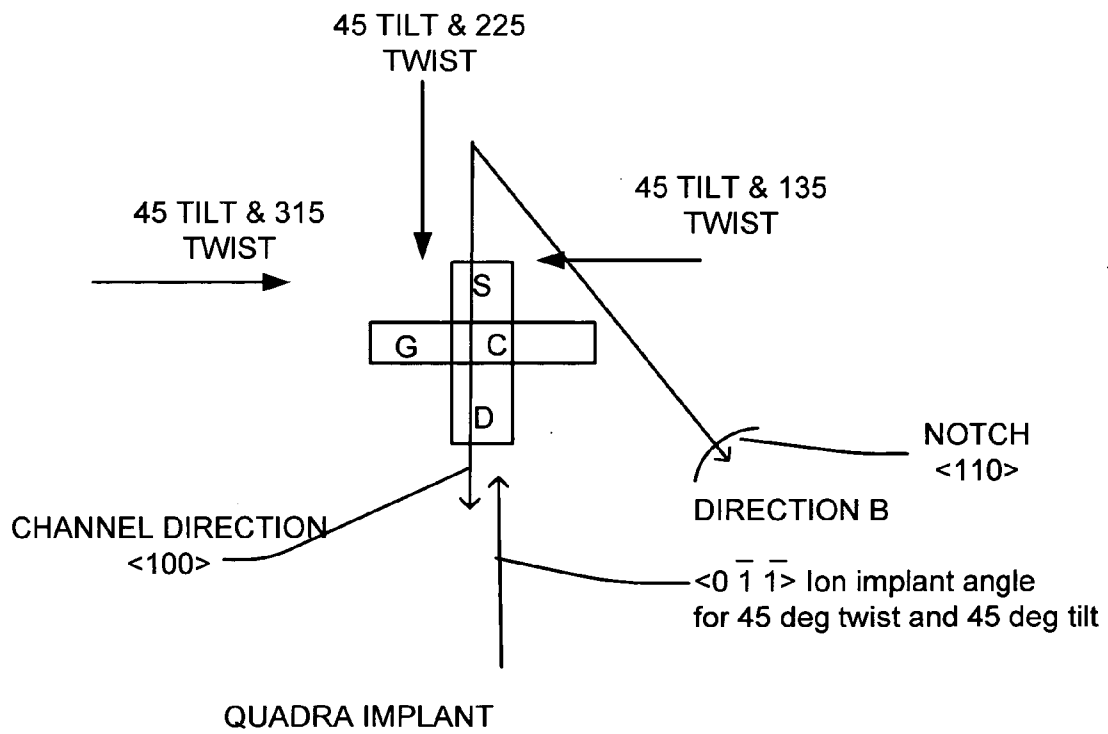 45 TILT & 225
TWIST
45 TILT & 315
TWIST
45 TILT & 135
TWIST
S
G
C
D
NOTCH
<110>
DIRECTION B
CHANNEL DIRECTION
<100>
<0 1̅ 1̅> Ion implant angle
for 45 deg twist and 45 deg tilt
QUADRA IMPLANT